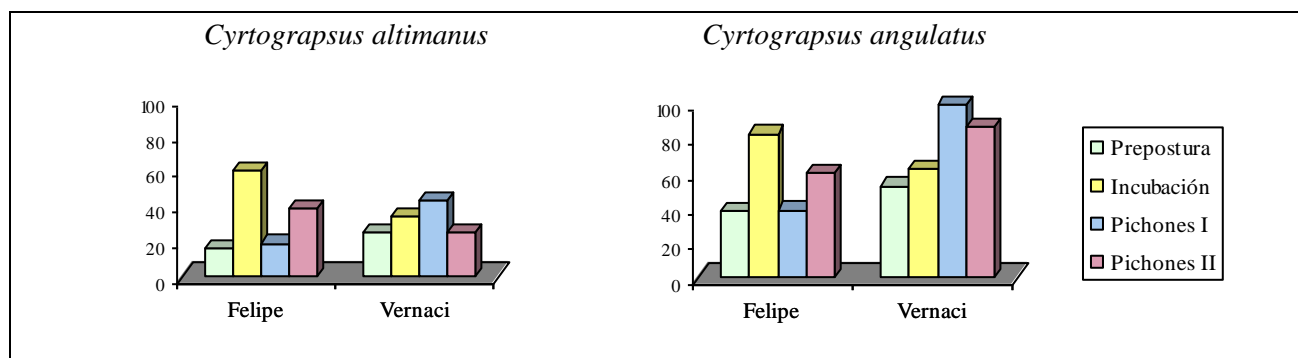 Cyrtograpsus altimanus
Cyrtograpsus angulatus
100
80
60
40
20
0
Felipe
Vernaci
100
80
60
40
20
0
Felipe
Vernaci
Prepostura
Incubación
Pichones I
Pichones II